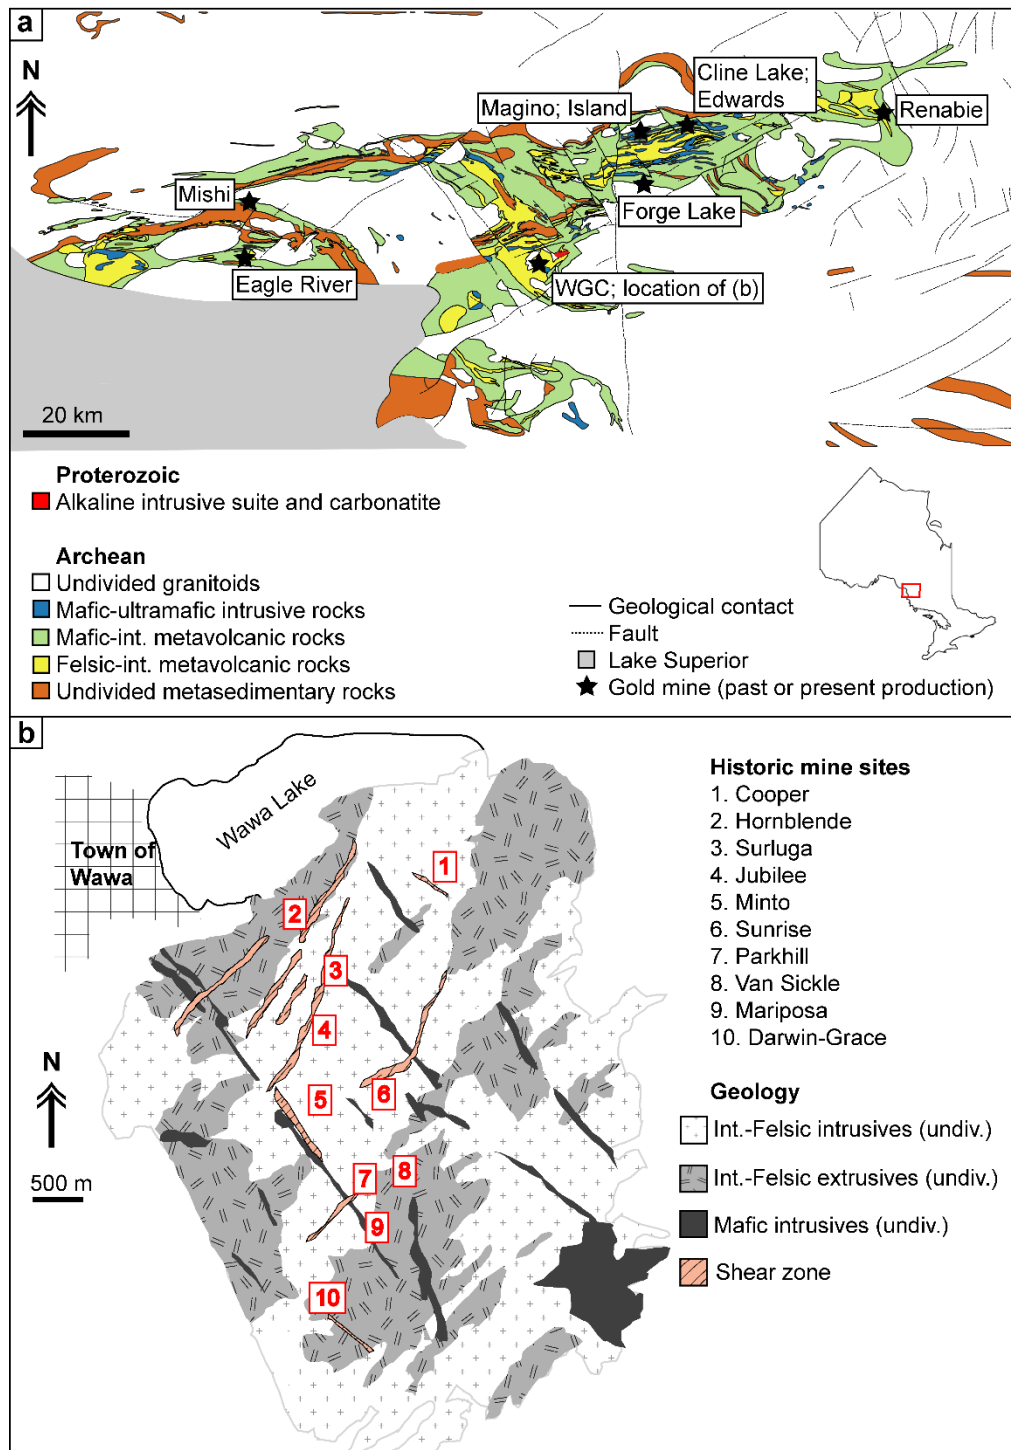 a
N
Magino; Island
Cline Lake;
Edwards
Renabie
Mishi
Forge Lake
Eagle River
WGC; location of (b)
20 km
Proterozoic
Alkaline intrusive suite and carbonatite
Archean
Undivided granitoids
Mafic-ultramafic intrusive rocks
Mafic-int. metavolcanic rocks
Felsic-int. metavolcanic rocks
Undivided metasedimentary rocks
Geological contact
Fault
Lake Superior
Gold mine (past or present production)
b
Wawa Lake
Town of
Wawa
1
2
3
4
5
6
7
8
9
10
N
500 m
Historic mine sites
1. Cooper
2. Hornblende
3. Surluga
4. Jubilee
5. Minto
6. Sunrise
7. Parkhill
8. Van Sickle
9. Mariposa
10. Darwin-Grace
Geology
Int.-Felsic intrusives (undiv.)
Int.-Felsic extrusives (undiv.)
Mafic intrusives (undiv.)
Shear zone